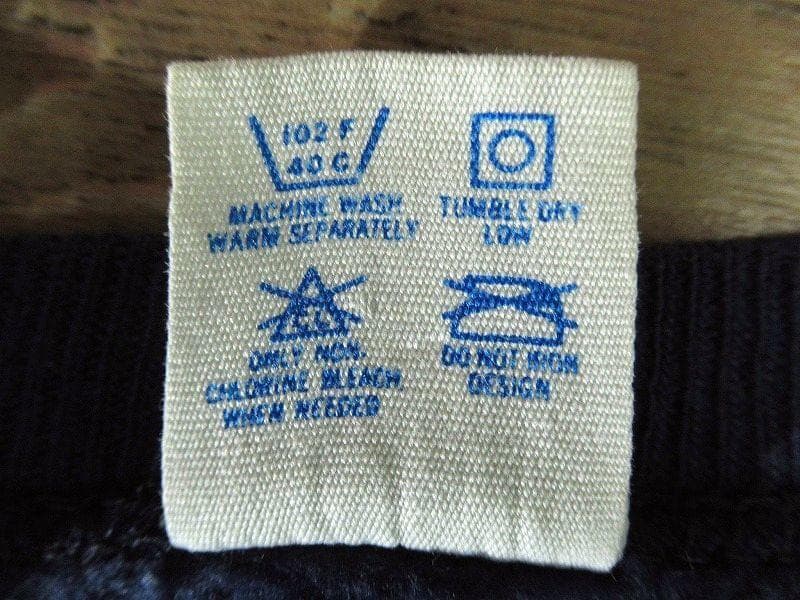 102 F
40 C
MACHINE WASH
WARM SEPARATELY
TUMBLE DRY
LOW
CL
ONLY NON-
CHLORINE BLEACH
WHEN NEEDED
DO NOT IRON
DESIGN